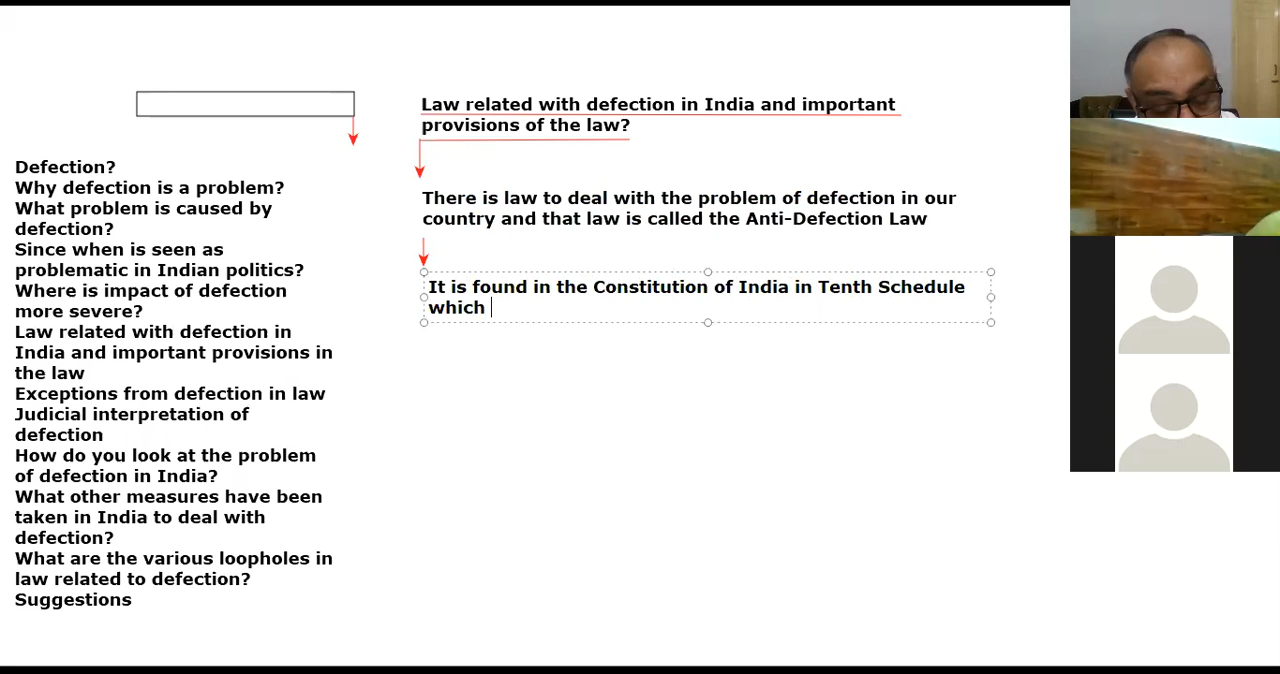 Defection?
Why defection is a problem?
What problem is caused by
defection?
Since when is seen as
problematic in Indian politics?
Where is impact of defection
more severe?
Law related with defection in
India and important provisions in
the law
Exceptions from defection in law
Judicial interpretation of
defection
How do you look at the problem
of defection in India?
What other measures have been
taken in India to deal with
defection?
What are the various loopholes in
law related to defection?
Suggestions
Law related with defection in India and important
provisions of the law?
There is law to deal with the problem of defection in our
country and that law is called the Anti-Defection Law
It is found in the Constitution of India in Tenth Schedule
which